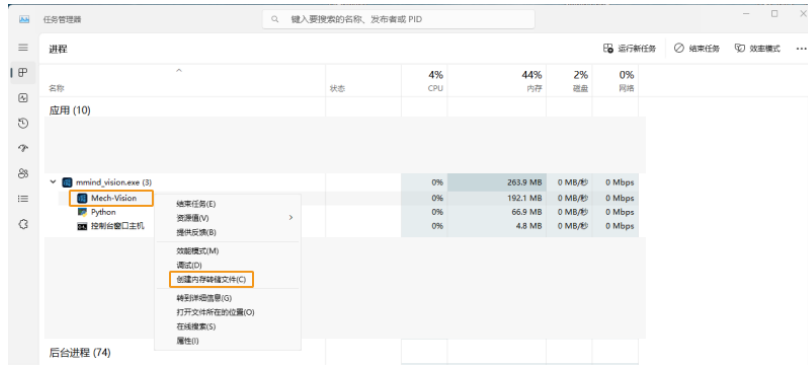 任务管理器
键入要搜索的名称、发布者或 PID
进程
运行新任务
结束任务
效率模式
名称
状态
4%
CPU
44%
内存
2%
磁盘
0%
网络
应用 (10)
mmind_vision.exe (3) 0% 263.9 MB 0 MB/秒 0 Mbps
Mech-Vision 0% 192.1 MB 0 MB/秒 0 Mbps
Python 0% 66.9 MB 0 MB/秒 0 Mbps
控制台窗口主机 0% 4.8 MB 0 MB/秒 0 Mbps
结束任务(E)
资源值(V)
提供反馈(B)
效能模式(M)
调试(D)
创建内存转储文件(C)
转到详细信息(G)
打开文件所在的位置(O)
在线搜索(S)
属性(I)
后台进程 (74)